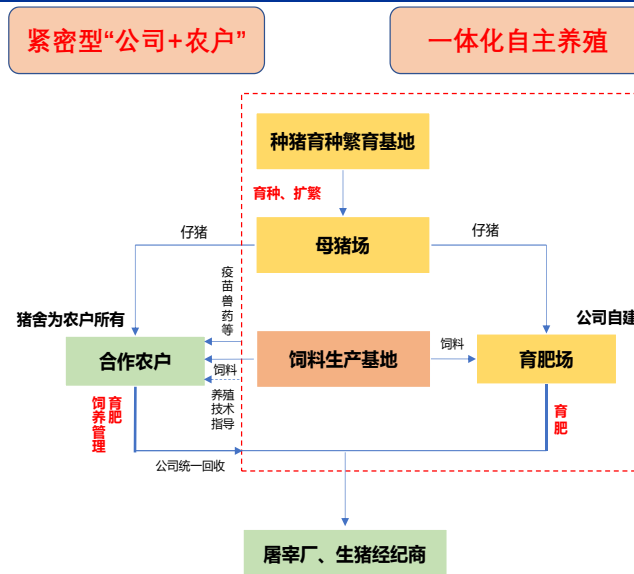 紧密型“公司+农户”
一体化自主养殖
种猪育种繁育基地
育种、扩繁
仔猪
母猪场
仔猪
疫苗兽药等
猪舍为农户所有
公司自建
合作农户
饲料生产基地
饲料
育肥场
饲料
养殖
技术
指导
育肥
饲养管理
育肥
公司统一回收
屠宰厂、生猪经纪商